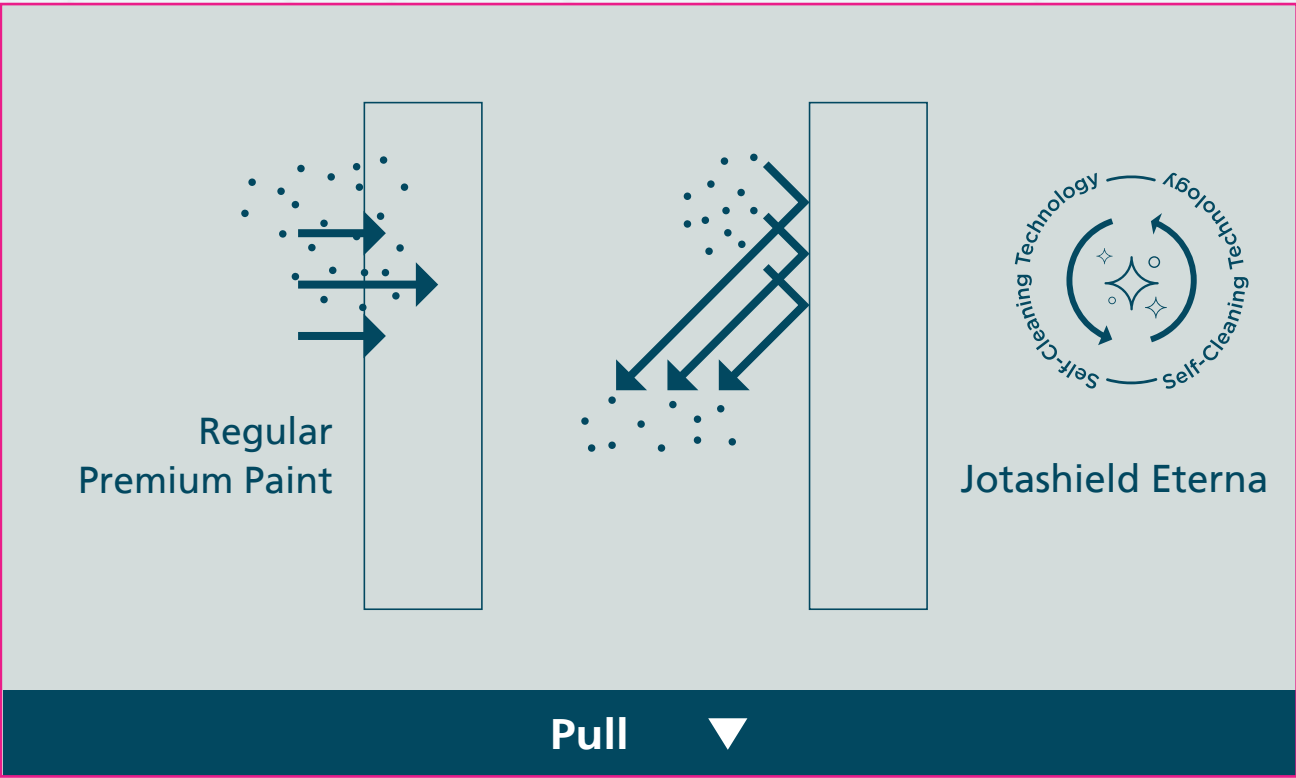 Self-Cleaning Technology
Self-Cleaning Technology
Regular
Premium Paint
Jotashield Eterna
Pull